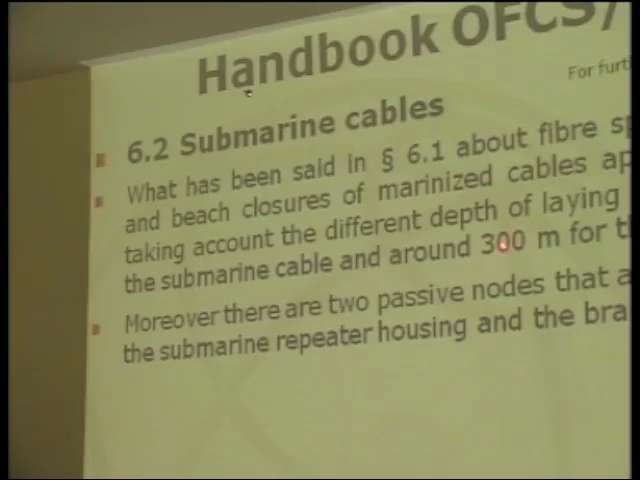 Handbook OFCS/
For furt
6.2 Submarine cables
What has been said in § 6.1 about fibre sp
and beach closures of marinized cables ap
taking account the different depth of laying
the submarine cable and around 300 m for t
Moreover there are two passive nodes that a
the submarine repeater housing and the bra